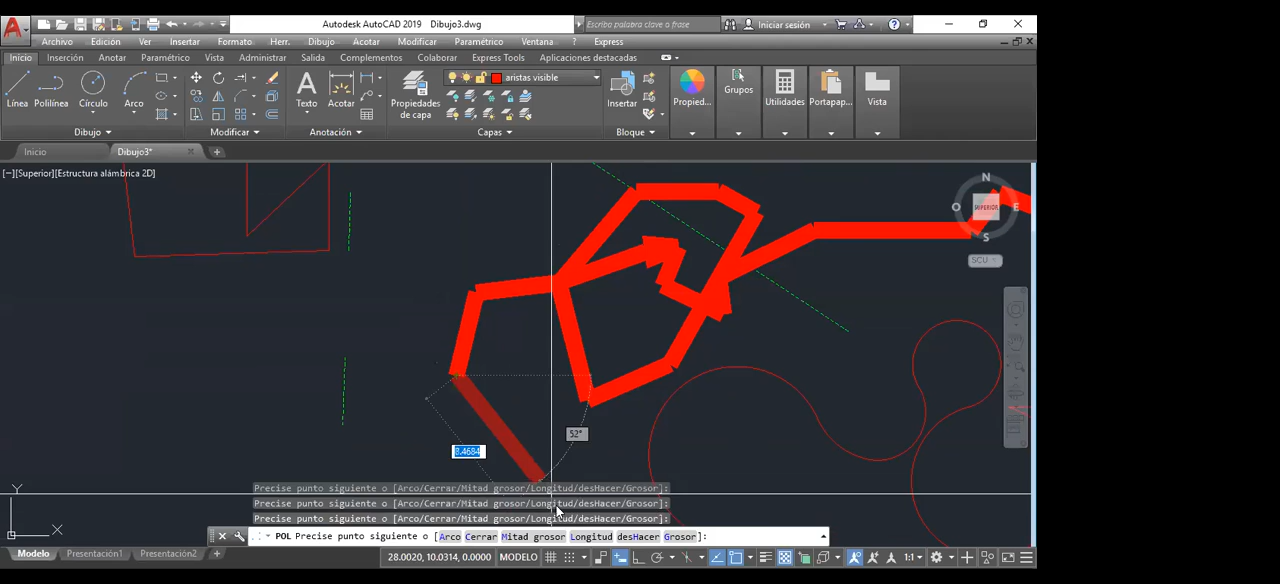 Autodesk AutoCAD 2019 Dibujo3.dwg
Escriba palabra clave o frase
Iniciar sesión
Archivo Edición Ver Insertar Formato Herr. Dibujo Acotar Modificar Paramétrico Ventana ? Express
Inicio Inserción Anotar Paramétrico Vista Administrar Complementos Colaborar Express Tools Aplicaciones destacadas
aristas visible
Línea Polilínea Círculo Arco
Texto Acotar
Propiedades de capa
Insertar
Propied... Grupos Utilidades Portapap... Vista
Dibujo Modificar Anotación Capas Bloque
Inicio Dibujo3* +
[−][Superior][Estructura alámbrica 2D]
N
O SUPERIOR E
S
SCU
52°
8.4684
Precise punto siguiente o [Arco/Cerrar/Mitad grosor/Longitud/desHacer/Grosor]:
Precise punto siguiente o [Arco/Cerrar/Mitad grosor/Longitud/desHacer/Grosor]:
Precise punto siguiente o [Arco/Cerrar/Mitad grosor/Longitud/desHacer/Grosor]:
Y
X
POL Precise punto siguiente o [Arco Cerrar Mitad grosor Longitud desHacer Grosor]:
Modelo Presentación1 Presentación2 +
28.0020, 10.0314, 0.0000 MODELO 1:1